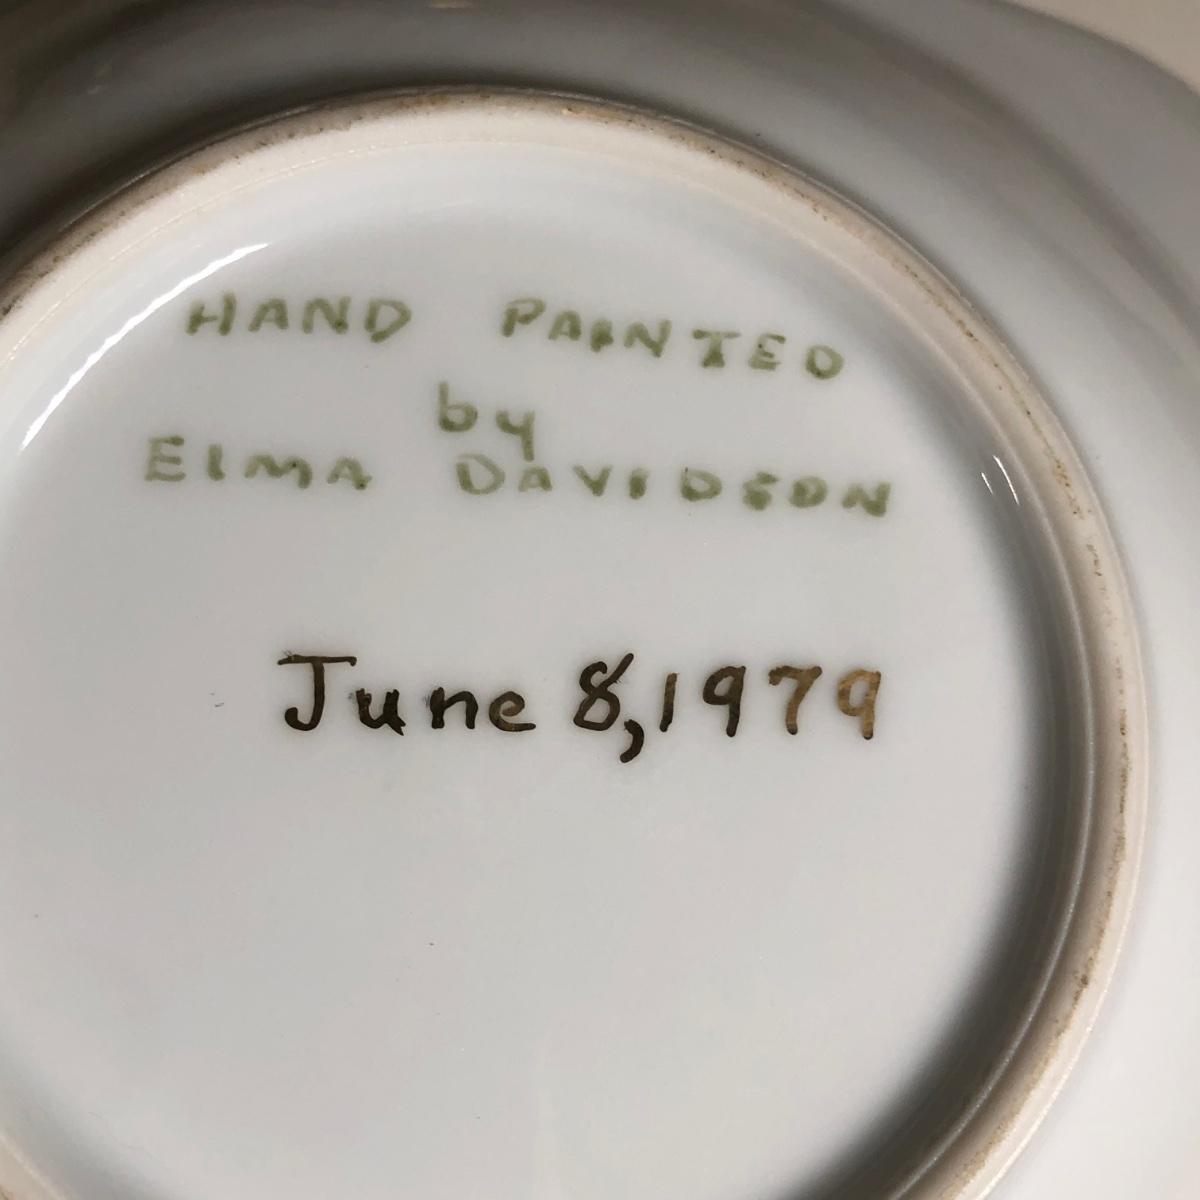 HAND PAINTED
by
ElMA DAVIDSON
June 8, 1979